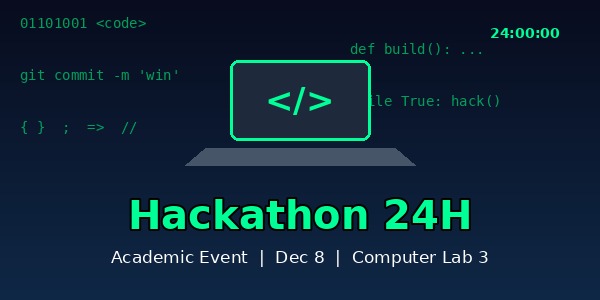 01101001 <code>
24:00:00
def build(): ...
git commit -m 'win'
</>
True: hack()
{ } ; => //
Hackathon 24H
Academic Event | Dec 8 | Computer Lab 3